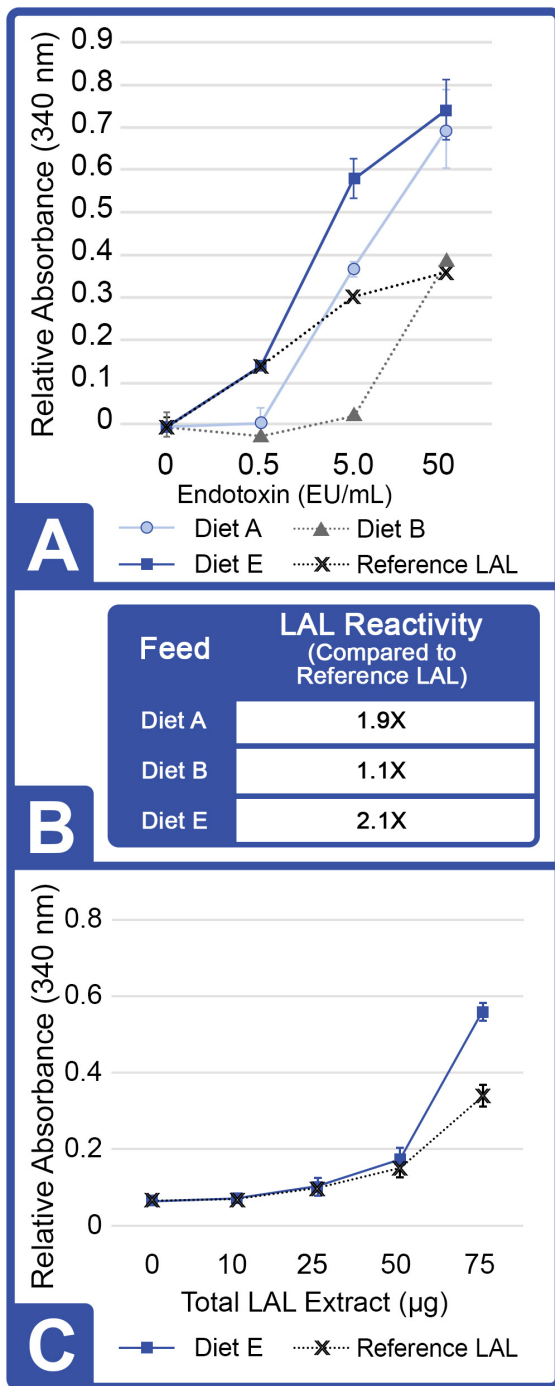 Relative Absorbance (340 nm)
0.9
0.8
0.7
0.6
0.5
0.4
0.3
0.2
0.1
0
0 0.5 5.0 50
Endotoxin (EU/mL)
Diet A Diet B
Diet E Reference LAL
A
Feed
LAL Reactivity
(Compared to
Reference LAL)
Diet A 1.9X
Diet B 1.1X
Diet E 2.1X
B
Relative Absorbance (340 nm)
0.8
0.6
0.4
0.2
0
0 10 25 50 75
Total LAL Extract (µg)
Diet E Reference LAL
C